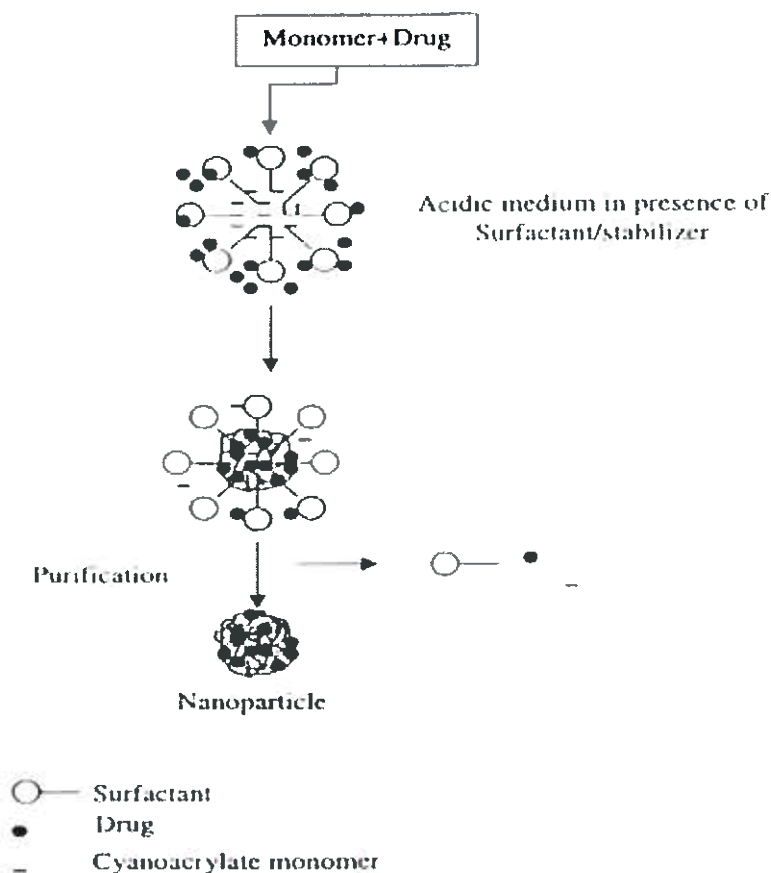 Monomer+Drug
Acidic medium in presence of
Surfactant/stabilizer
Purification
Nanoparticle
Surfactant
Drug
Cyanoacrylate monomer